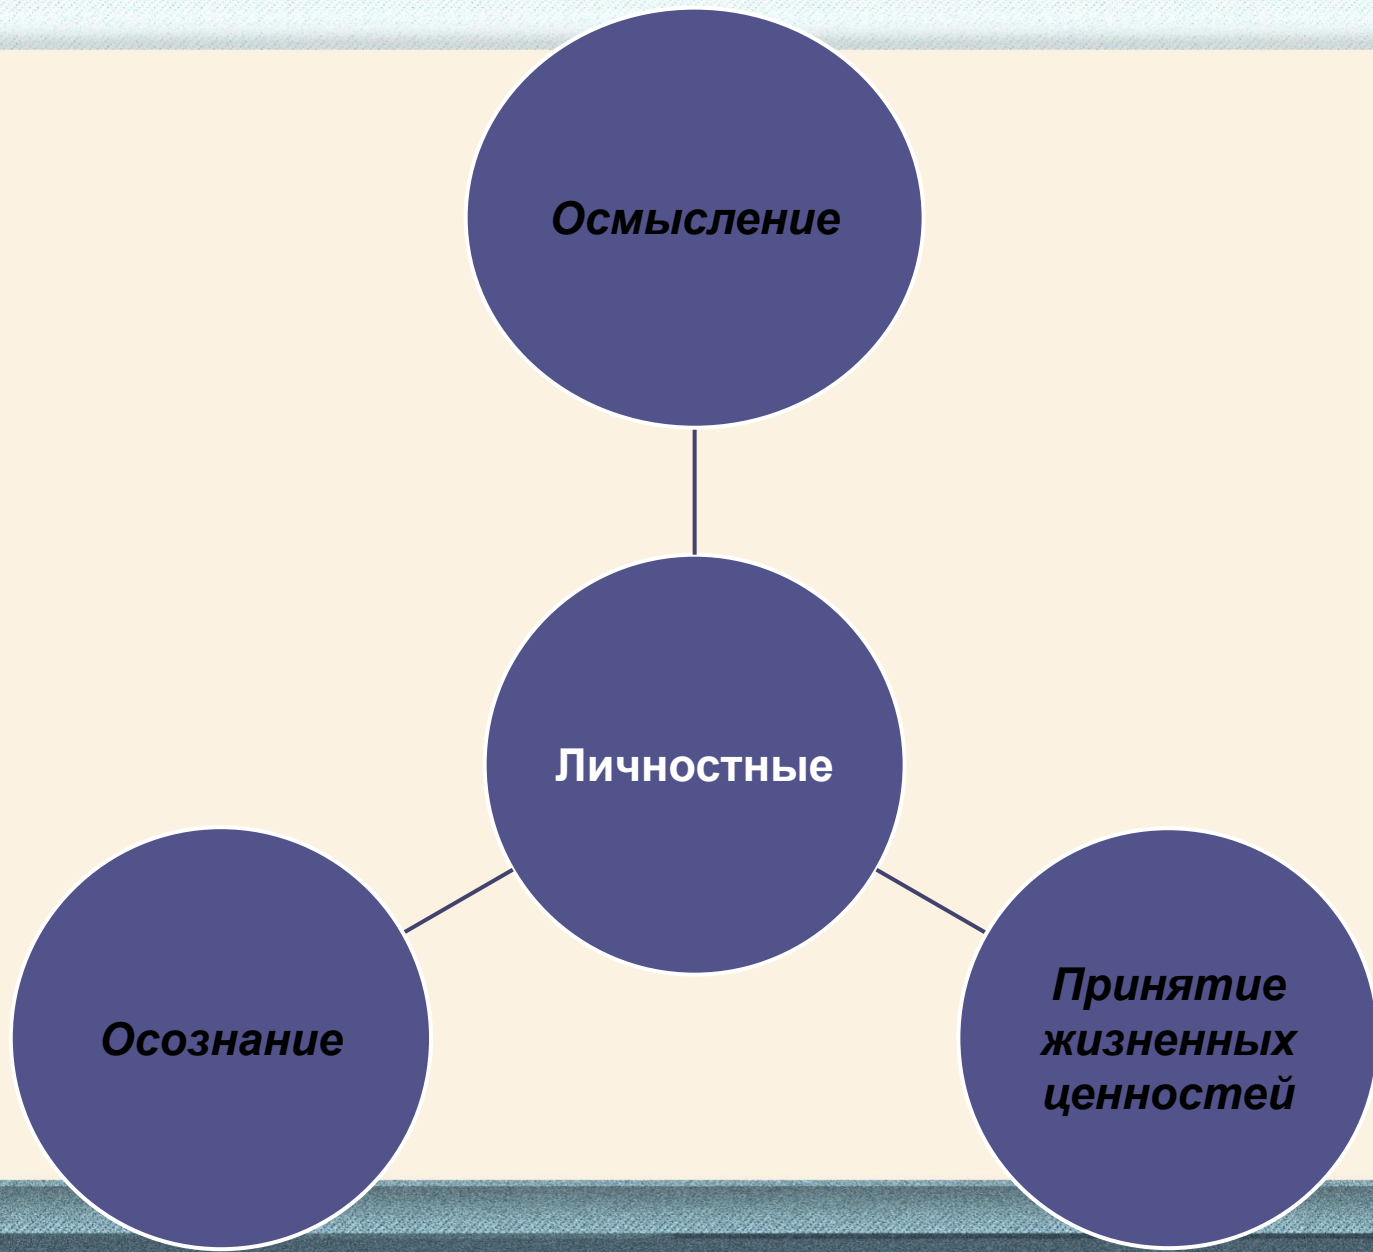 Осмысление
Личностные
Осознание
Принятие
жизненных
ценностей